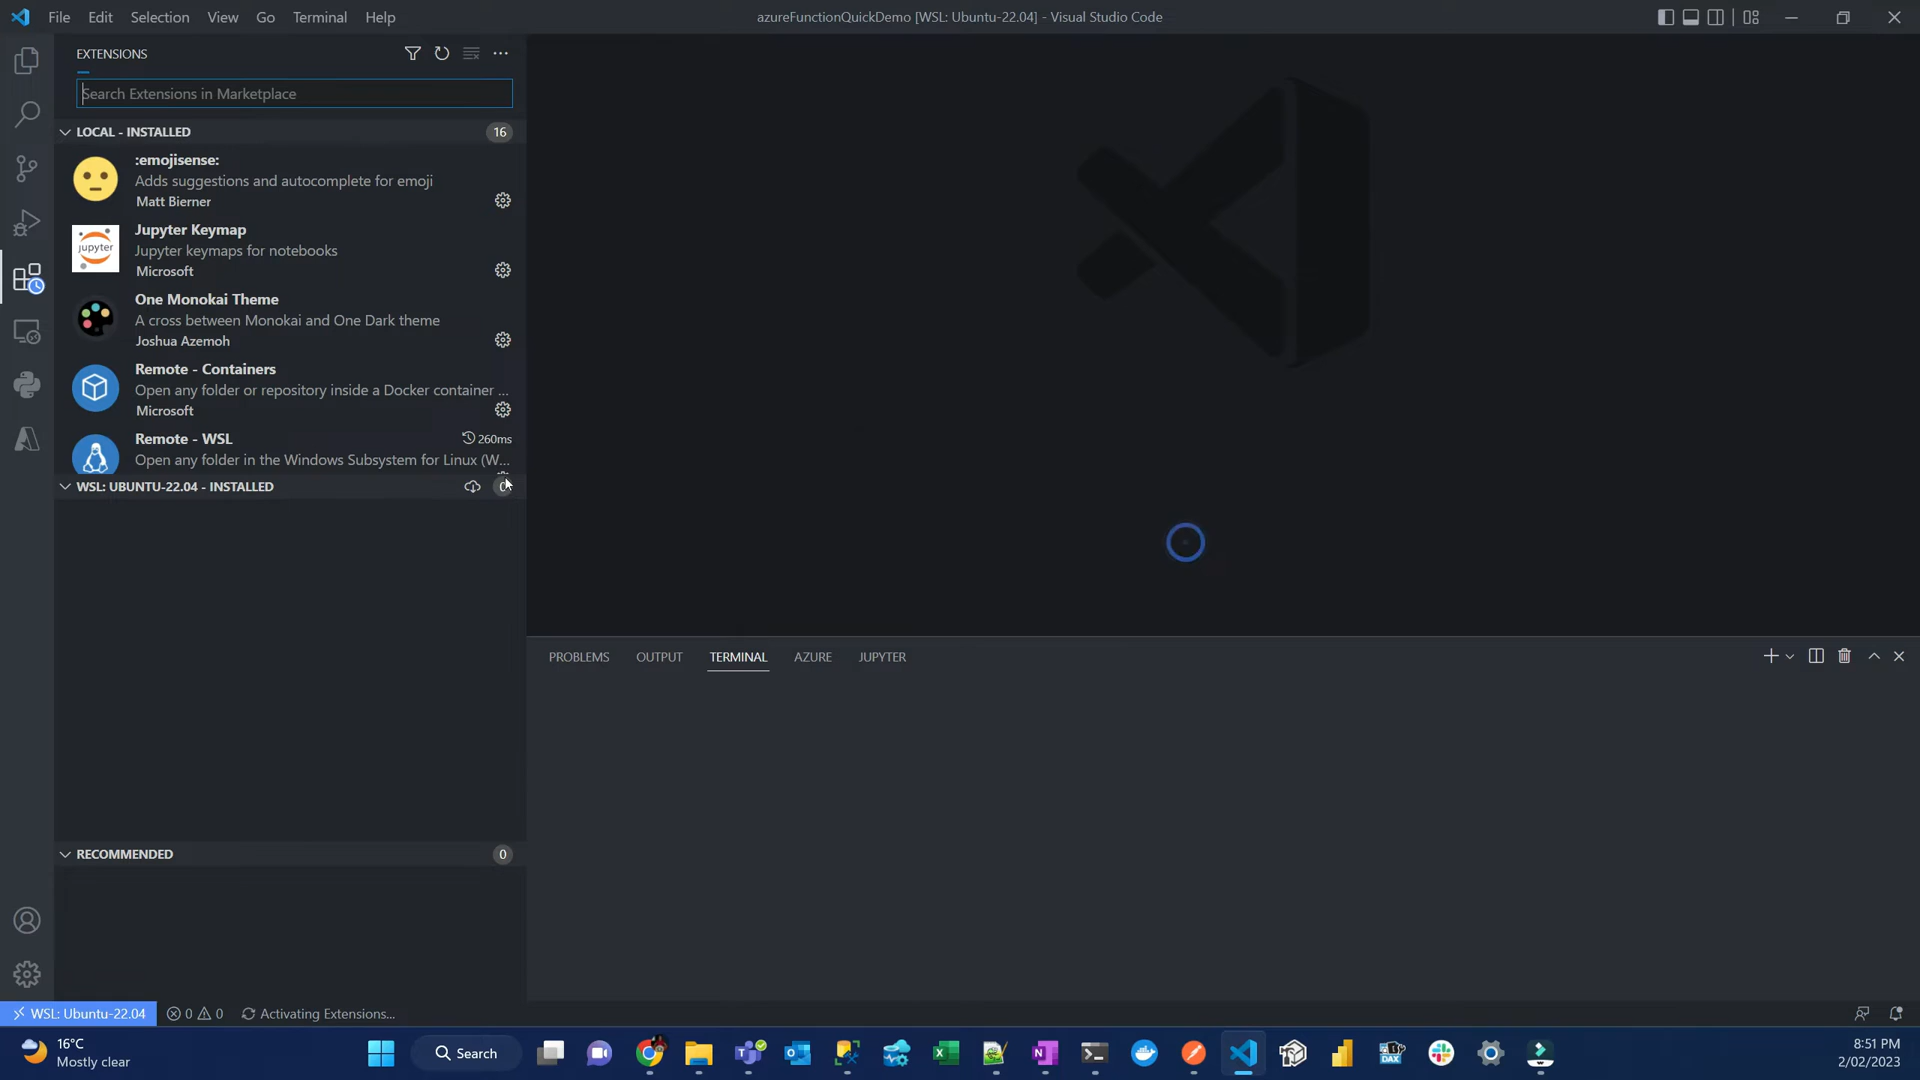 File Edit Selection View Go Terminal Help
azureFunctionQuickDemo [WSL: Ubuntu-22.04] - Visual Studio Code
EXTENSIONS
Search Extensions in Marketplace
LOCAL - INSTALLED 16
:emojisense:
Adds suggestions and autocomplete for emoji
Matt Bierner
jupyter
Jupyter Keymap
Jupyter keymaps for notebooks
Microsoft
One Monokai Theme
A cross between Monokai and One Dark theme
Joshua Azemoh
Remote - Containers
Open any folder or repository inside a Docker container ...
Microsoft
Remote - WSL 260ms
Open any folder in the Windows Subsystem for Linux (W...
WSL: UBUNTU-22.04 - INSTALLED 0
RECOMMENDED 0
PROBLEMS OUTPUT TERMINAL AZURE JUPYTER
WSL: Ubuntu-22.04 0 0 Activating Extensions...
16°C
Mostly clear
Search
DAX
8:51 PM
2/02/2023